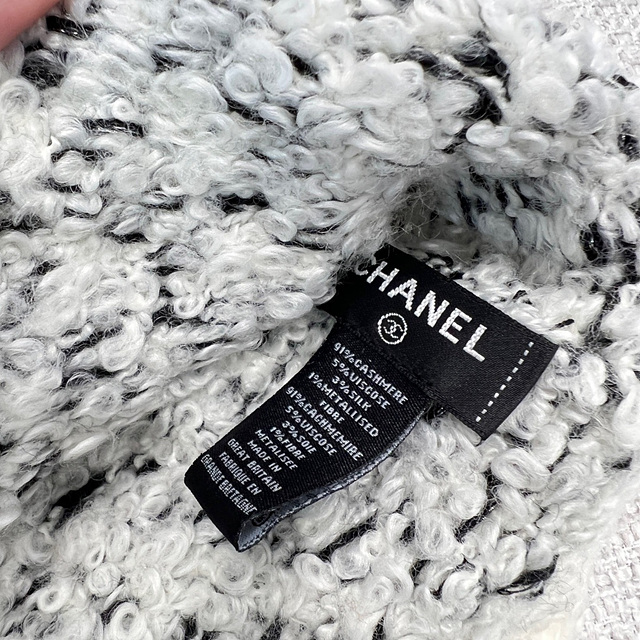 CHANEL
91%CASHMERE
5%VISCOSE
3%SILK
1%METALLISED
FIBRE
91%CACHEMIRE
5%VISCOSE
3%SOIE
1%FIBRE
METALLISEE
MADE IN
GREAT BRITAIN
FABRIQUE EN
GRANDE BRETAGNE